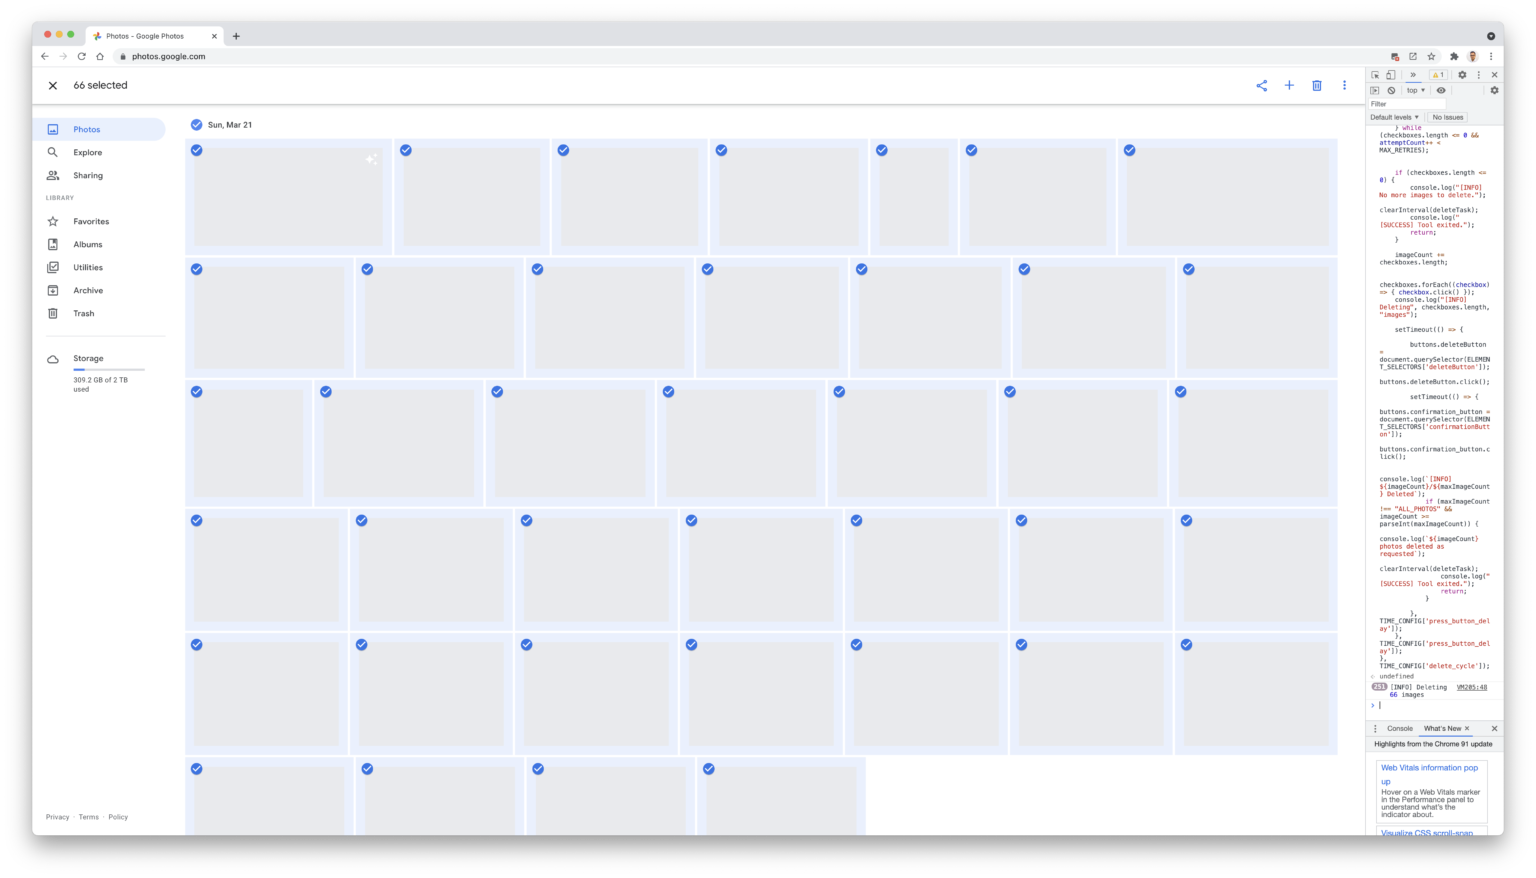 Photos - Google Photos
photos.google.com
66 selected
Photos
Explore
Sharing
LIBRARY
Favorites
Albums
Utilities
Archive
Trash
Storage
309.2 GB of 2 TB
used
Privacy · Terms · Policy
Sun, Mar 21
1
top
Filter
Default levels
No Issues
} while
(checkboxes.length <= 0 &&
attemptCount++ <
MAX_RETRIES);
if (checkboxes.length <=
0) {
console.log("[INFO]
No more images to delete.");
clearInterval(deleteTask);
console.log("
[SUCCESS] Tool exited.");
return;
}
imageCount +=
checkboxes.length;
checkboxes.forEach((checkbox)
=> { checkbox.click() });
console.log("[INFO]
Deleting", checkboxes.length,
"images");
setTimeout(() => {
buttons.deleteButton
=
document.querySelector(ELEMEN
T_SELECTORS['deleteButton']);
buttons.deleteButton.click();
setTimeout(() => {
buttons.confirmation_button =
document.querySelector(ELEMEN
T_SELECTORS['confirmationButt
on']);
buttons.confirmation_button.c
lick();
console.log(`[INFO]
${imageCount}/${maxImageCount
} Deleted`);
if (maxImageCount
!== "ALL_PHOTOS" &&
imageCount >=
parseInt(maxImageCount)) {
console.log(`${imageCount}
photos deleted as
requested`);
clearInterval(deleteTask);
console.log("
[SUCCESS] Tool exited.");
return;
}
},
TIME_CONFIG['press_button_del
ay']);
},
TIME_CONFIG['press_button_del
ay']);
},
TIME_CONFIG['delete_cycle']);
undefined
251 [INFO] Deleting VM205:48
66 images
Console What's New
Highlights from the Chrome 91 update
Web Vitals information pop
up
Hover on a Web Vitals marker
in the Performance panel to
understand what's the
indicator about.
Visualize CSS scroll-snap